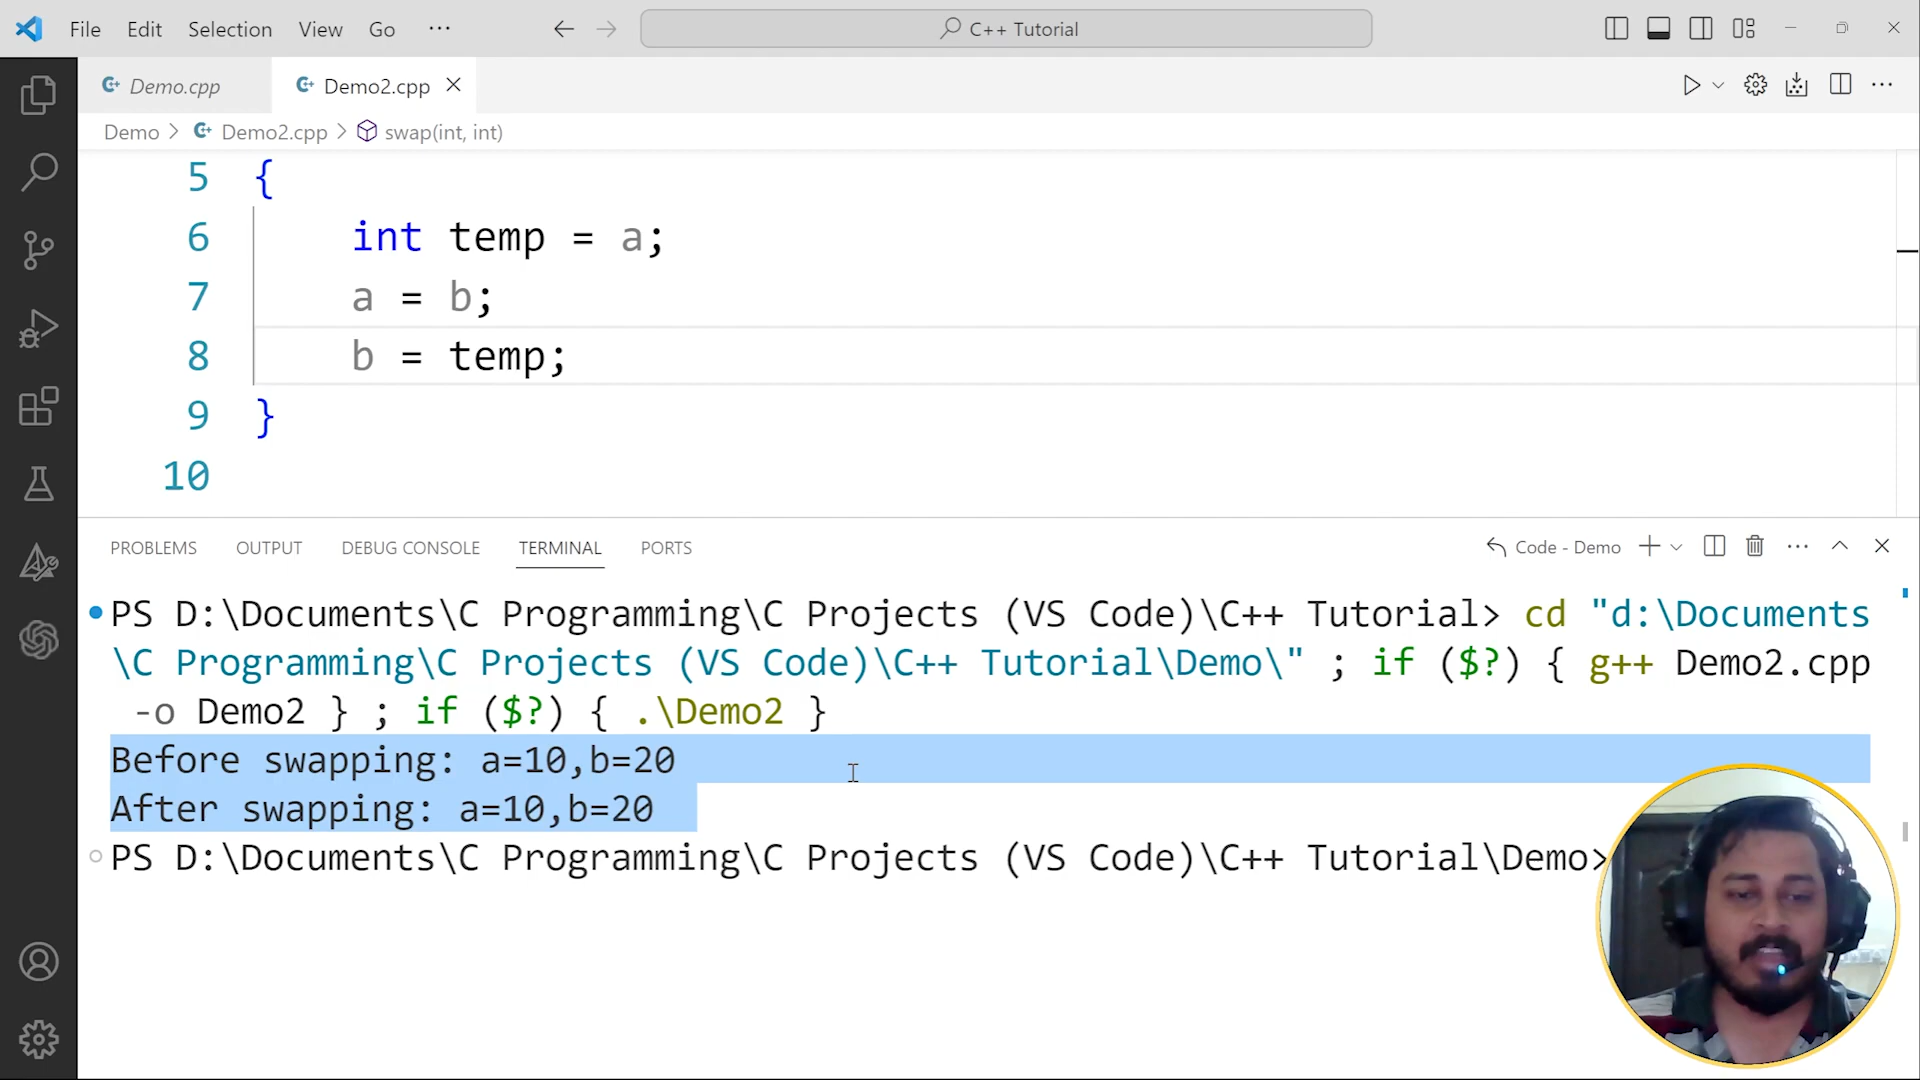 File Edit Selection View Go ··· C++ Tutorial
Demo.cpp Demo2.cpp
Demo > Demo2.cpp > swap(int, int)
5 {
6 int temp = a;
7 a = b;
8 b = temp;
9 }
10
PROBLEMS OUTPUT DEBUG CONSOLE TERMINAL PORTS Code - Demo
PS D:\Documents\C Programming\C Projects (VS Code)\C++ Tutorial> cd "d:\Documents
\C Programming\C Projects (VS Code)\C++ Tutorial\Demo\" ; if ($?) { g++ Demo2.cpp
-o Demo2 } ; if ($?) { .\Demo2 }
Before swapping: a=10,b=20
After swapping: a=10,b=20
PS D:\Documents\C Programming\C Projects (VS Code)\C++ Tutorial\Demo>